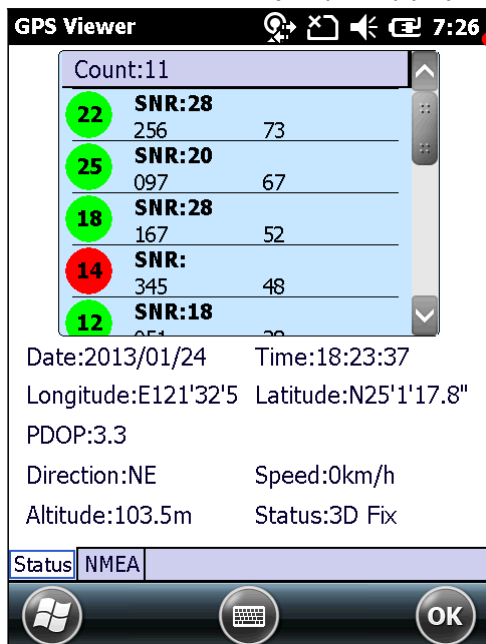 GPS Viewer 7:26
Count:11
22 SNR:28
256 73
25 SNR:20
097 67
18 SNR:28
167 52
14 SNR:
345 48
12 SNR:18
Date:2013/01/24 Time:18:23:37
Longitude:E121'32'5 Latitude:N25'1'17.8"
PDOP:3.3
Direction:NE Speed:0km/h
Altitude:103.5m Status:3D Fix
Status NMEA
OK